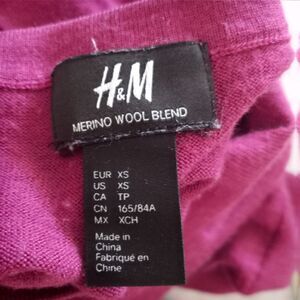 H&M
MERINO WOOL BLEND
EUR XS
US XS
CA TP
CN 165/84A
MX XCH
Made in
China
Fabriqué en
Chine